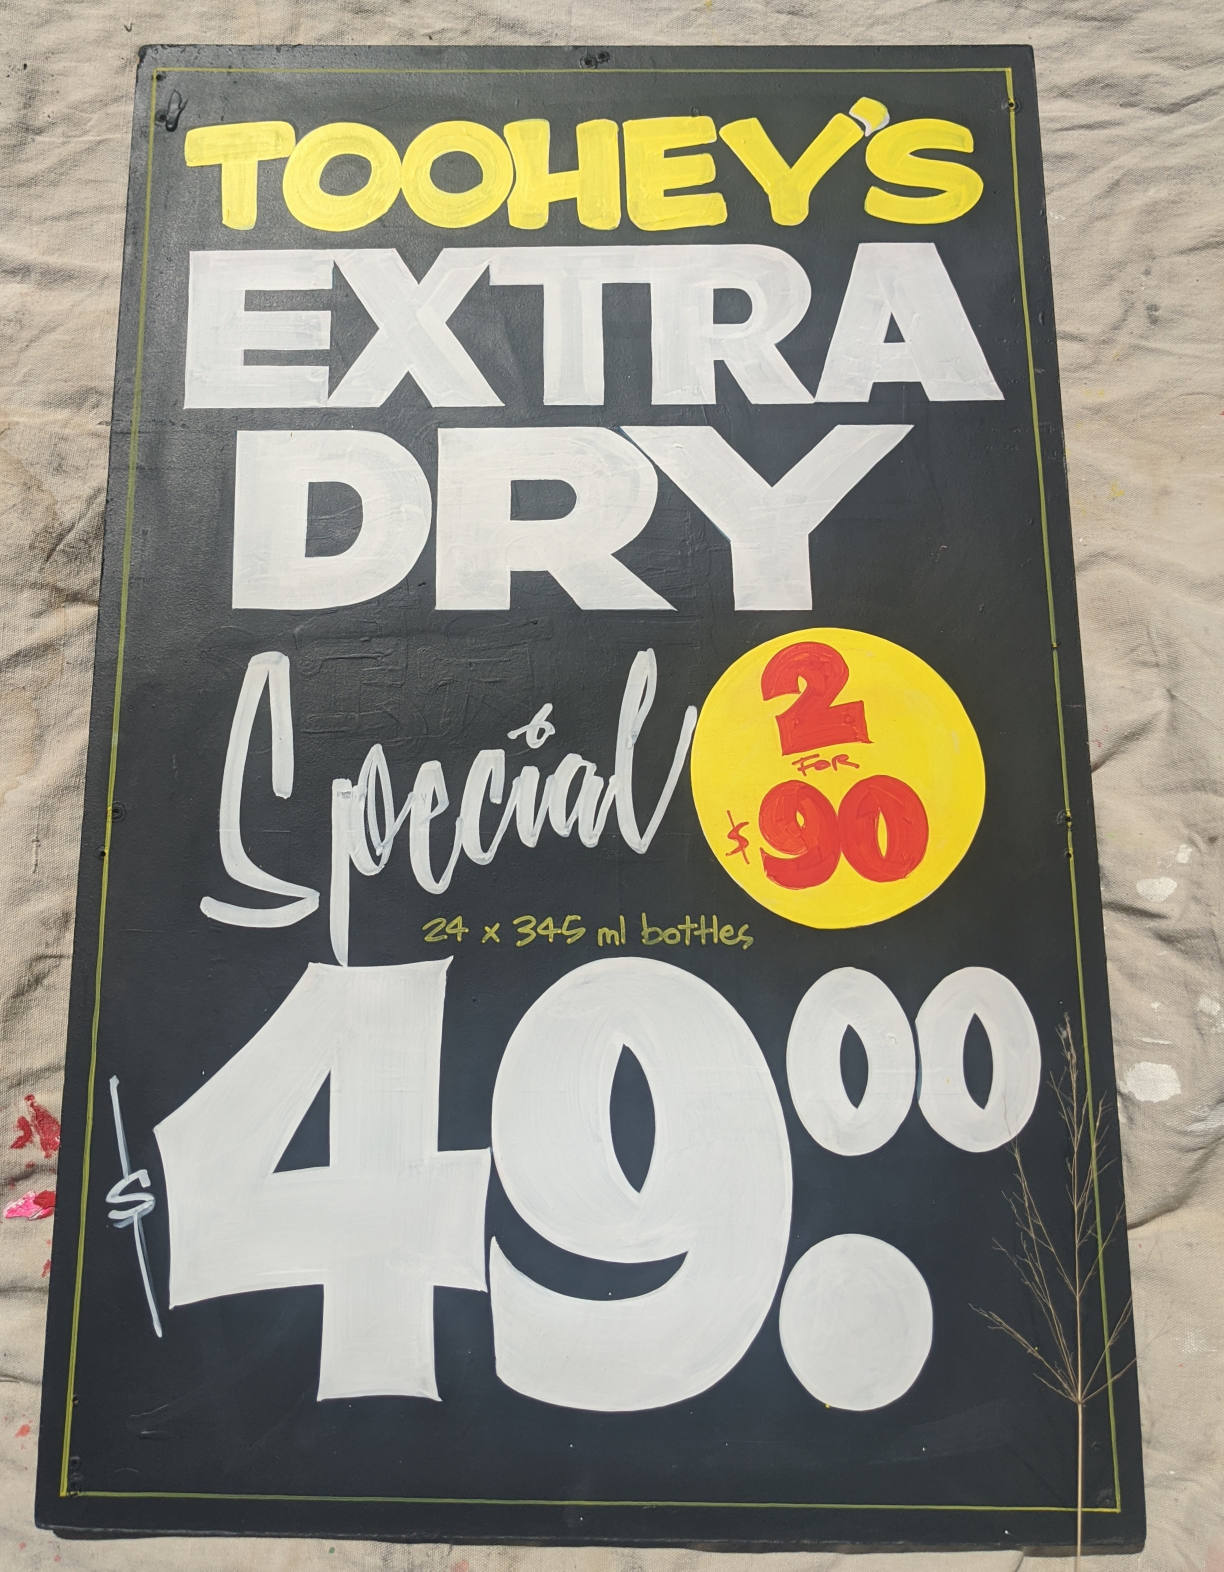 TOOHEY'S
EXTRA
DRY
Special
2
FOR
$90
24 x 345 ml bottles
$49.00